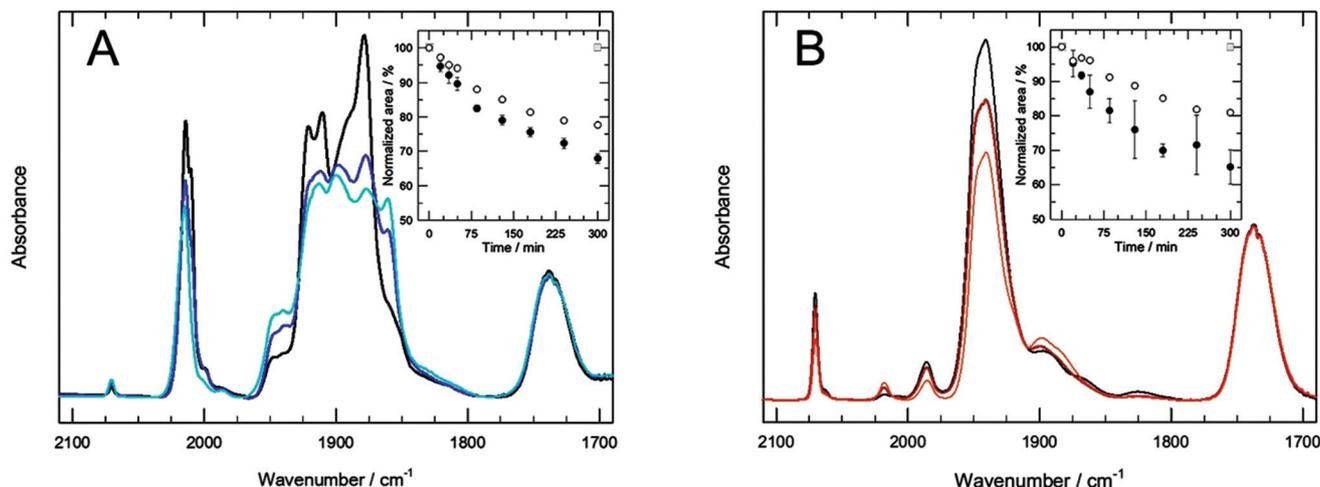 A
Absorbance
2100 2000 1900 1800 1700
Wavenumber / cm⁻¹
Normalized area / %
100
90
80
70
60
50
0 75 150 225 300
Time / min
B
Absorbance
2100 2000 1900 1800 1700
Wavenumber / cm⁻¹
Normalized area / %
100
90
80
70
60
50
0 75 150 225 300
Time / min